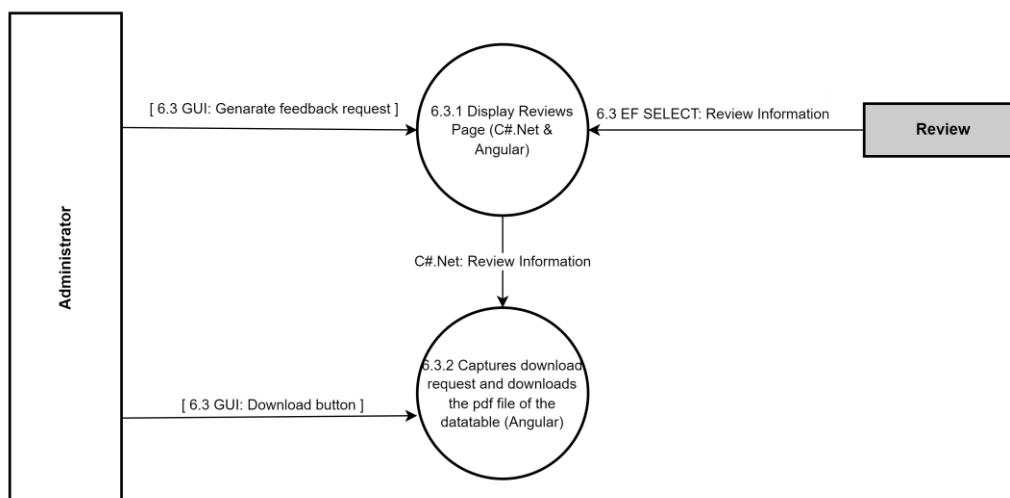 [ 6.3 GUI: Genarate feedback request ]
6.3.1 Display Reviews
Page (C#.Net &
Angular)
6.3 EF SELECT: Review Information
Review
Administrator
C#.Net: Review Information
6.3.2 Captures download
request and downloads
the pdf file of the
datatable (Angular)
[ 6.3 GUI: Download button ]